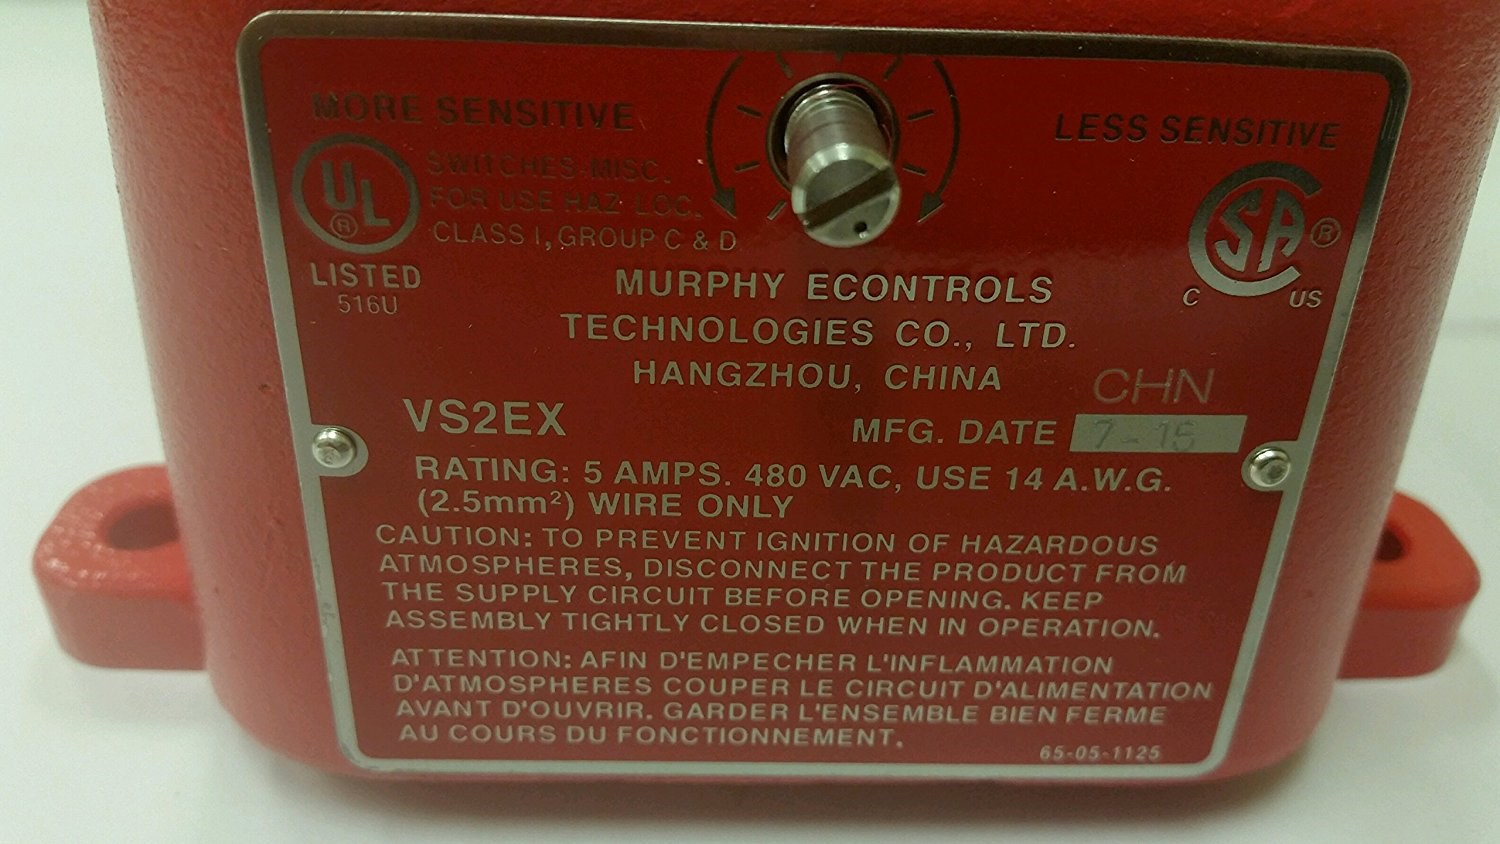 MORE SENSITIVE
LESS SENSITIVE
UL ®
LISTED
516U
SWITCHES-MISC.
FOR USE HAZ. LOC.
CLASS I, GROUP C & D
SA ®
C US
MURPHY ECONTROLS
TECHNOLOGIES CO., LTD.
HANGZHOU, CHINA
CHN
VS2EX
MFG. DATE 7-15
RATING: 5 AMPS. 480 VAC, USE 14 A.W.G.
(2.5mm²) WIRE ONLY
CAUTION: TO PREVENT IGNITION OF HAZARDOUS
ATMOSPHERES, DISCONNECT THE PRODUCT FROM
THE SUPPLY CIRCUIT BEFORE OPENING. KEEP
ASSEMBLY TIGHTLY CLOSED WHEN IN OPERATION.
ATTENTION: AFIN D'EMPECHER L'INFLAMMATION
D'ATMOSPHERES COUPER LE CIRCUIT D'ALIMENTATION
AVANT D'OUVRIR. GARDER L'ENSEMBLE BIEN FERME
AU COURS DU FONCTIONNEMENT.
65-05-1125